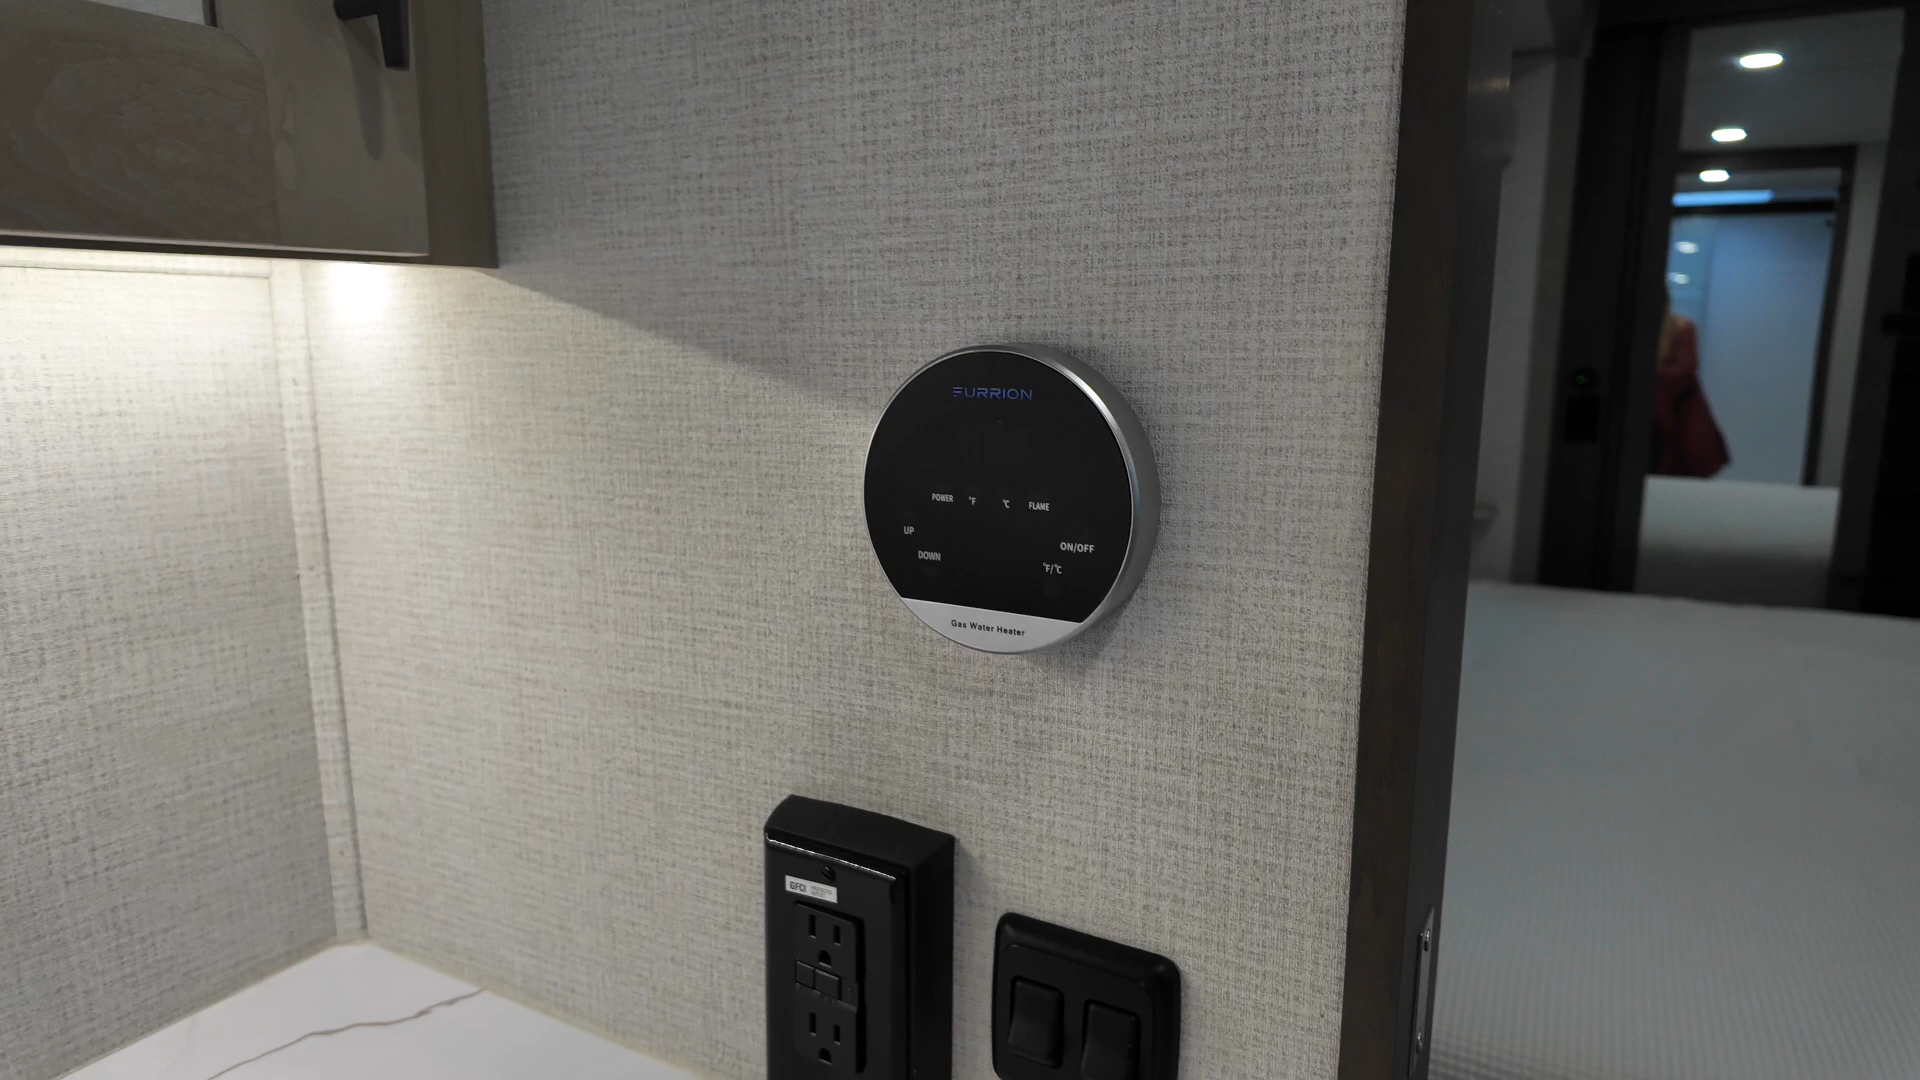 FURRION
POWER °F °C FLAME
UP
ON/OFF
DOWN
°F/°C
Gas Water Heater
GFCI